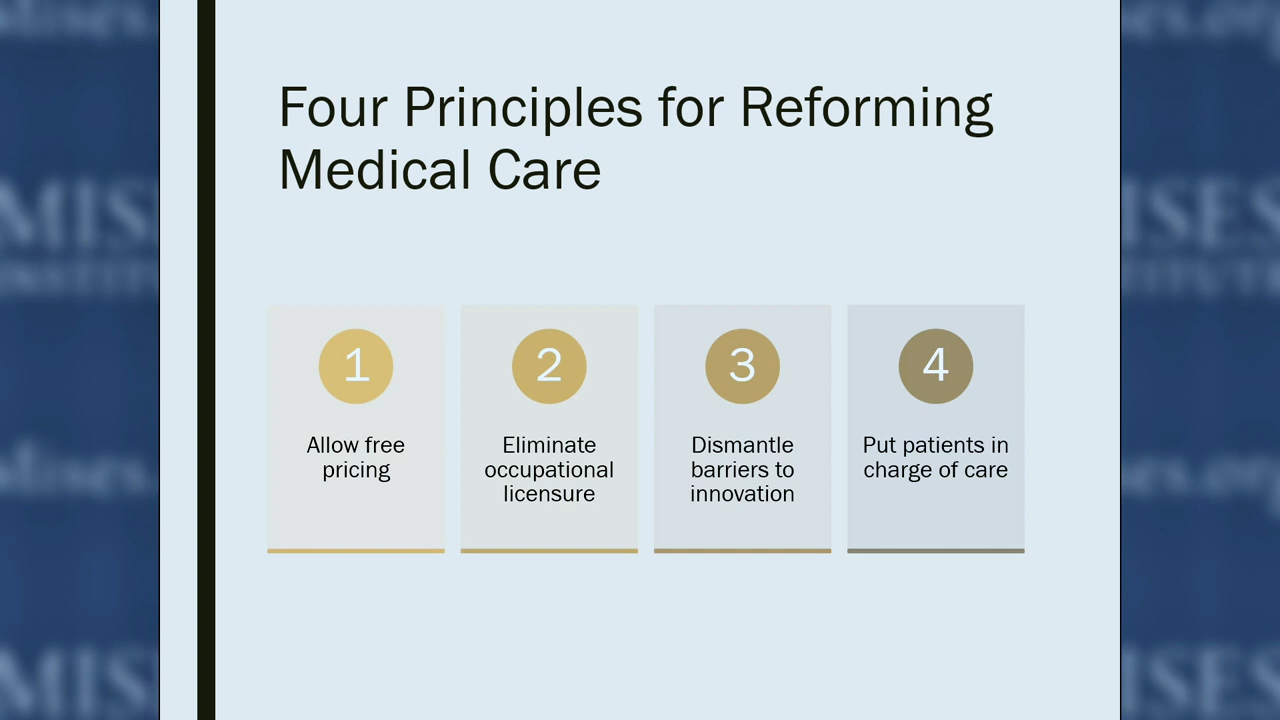 Four Principles for Reforming
Medical Care
1
Allow free
pricing
2
Eliminate
occupational
licensure
3
Dismantle
barriers to
innovation
4
Put patients in
charge of care